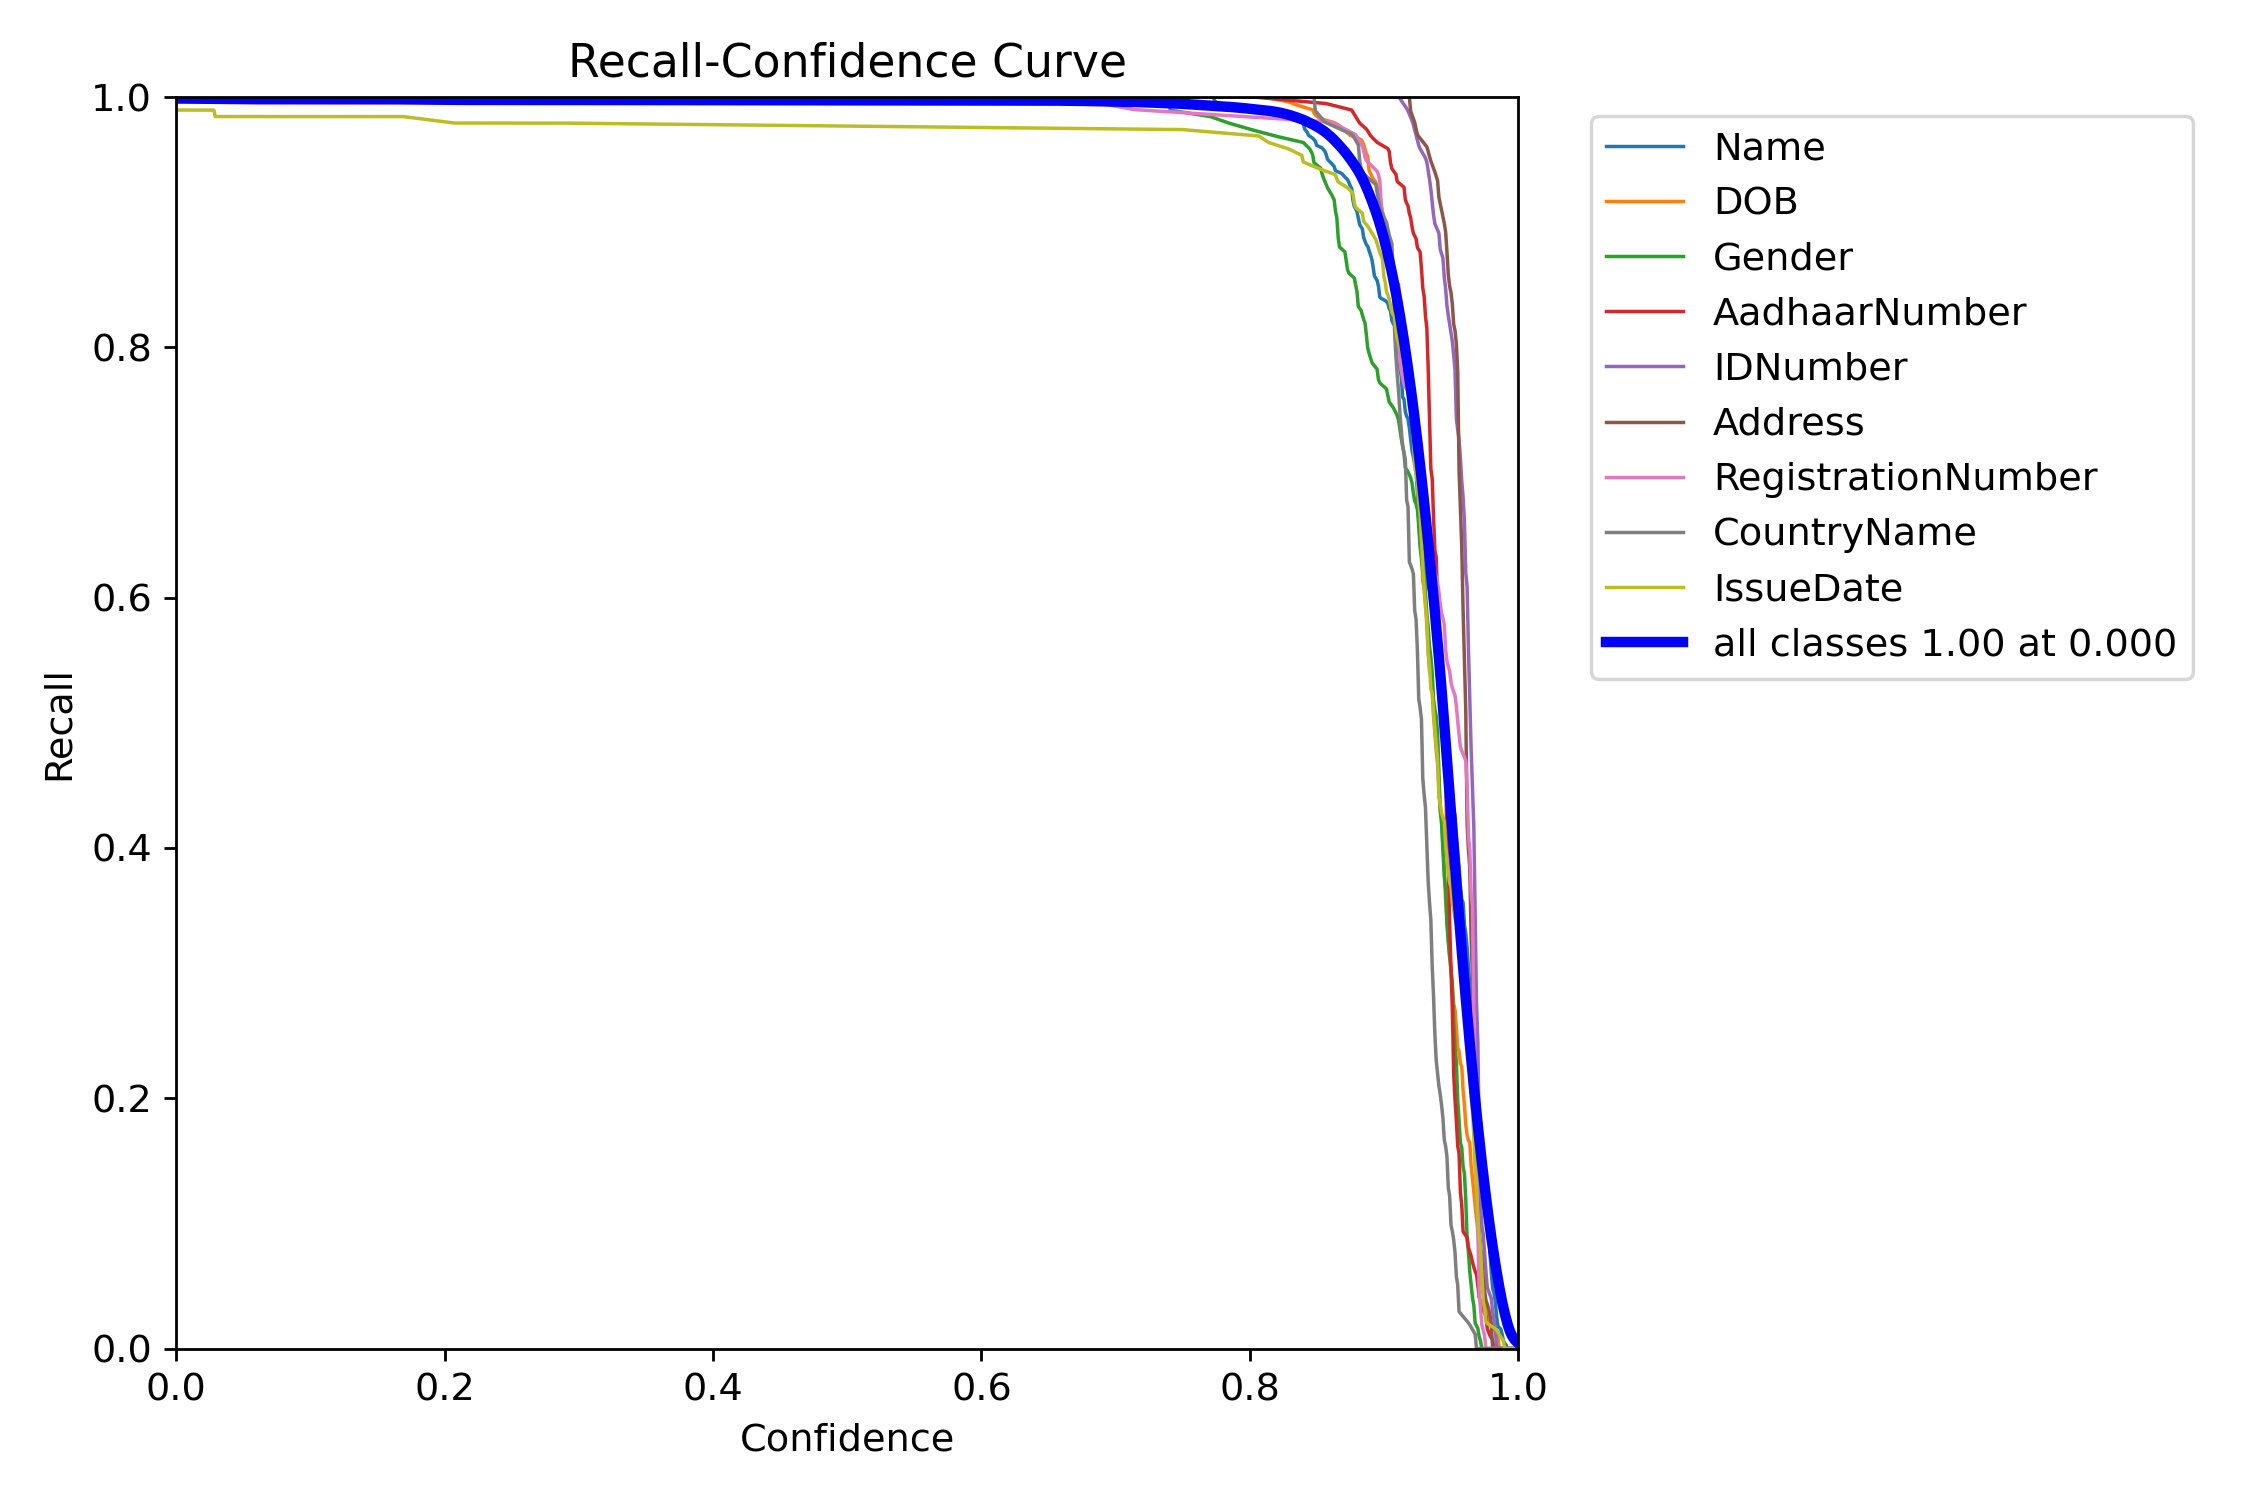 Recall-Confidence Curve
1.0
0.8
0.6
0.4
0.2
0.0
Recall
0.0 0.2 0.4 0.6 0.8 1.0
Confidence
Name
DOB
Gender
AadhaarNumber
IDNumber
Address
RegistrationNumber
CountryName
IssueDate
all classes 1.00 at 0.000